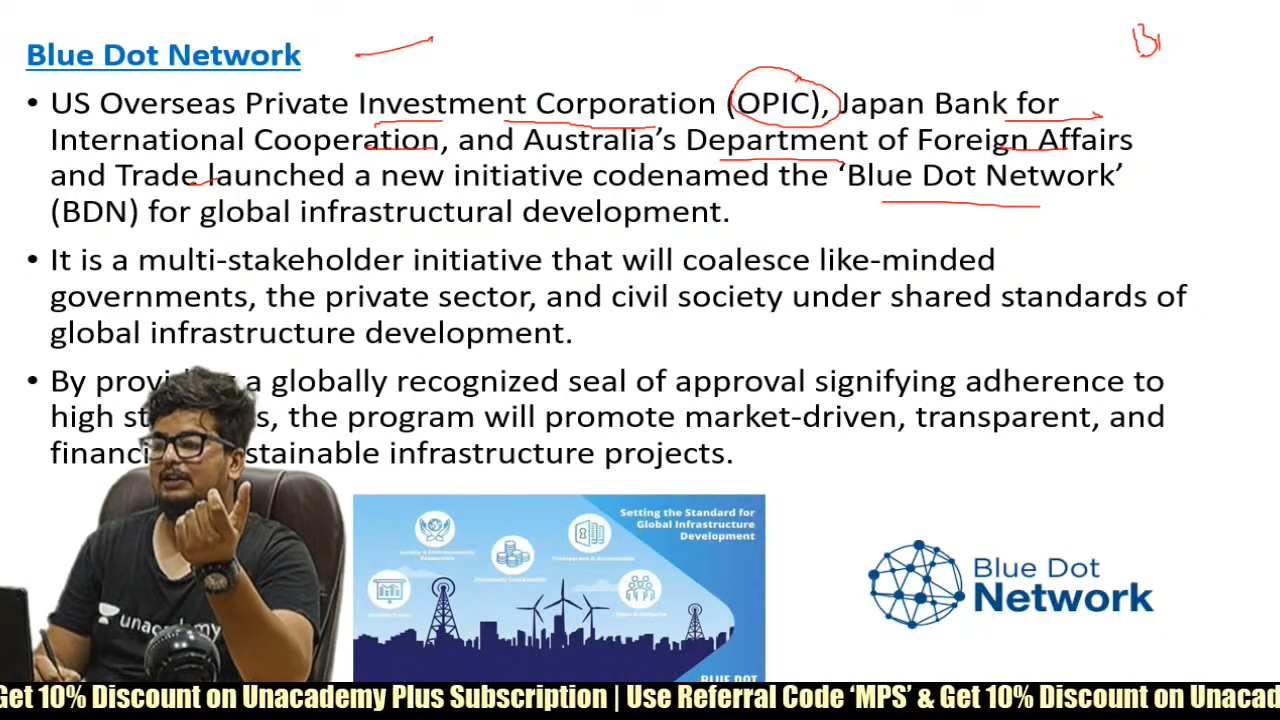 Blue Dot Network
• US Overseas Private Investment Corporation (OPIC), Japan Bank for
International Cooperation, and Australia's Department of Foreign Affairs
and Trade launched a new initiative codenamed the ‘Blue Dot Network’
(BDN) for global infrastructural development.
• It is a multi-stakeholder initiative that will coalesce like-minded
governments, the private sector, and civil society under shared standards of
global infrastructure development.
• By a globally recognized seal of approval signifying adherence to
high the program will promote market-driven, transparent, and
infrastructure projects.
Setting the Standard for
Global Infrastructure
Development
Blue Dot
Network
BLUE DOT
unacademy
Get 10% Discount on Unacademy Plus Subscription | Use Referral Code ‘MPS’ & Get 10% Discount on Unacad